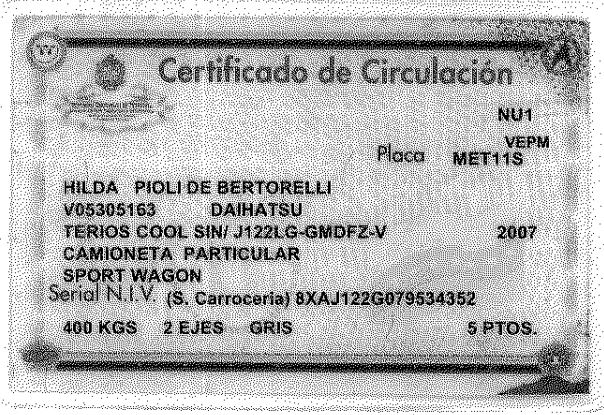 Certificado de Circulación
NU1
VEPM
Placa MET11S
HILDA PIOLI DE BERTORELLI
V05305163 DAIHATSU
TERIOS COOL SIN/ J122LG-GMDFZ-V 2007
CAMIONETA PARTICULAR
SPORT WAGON
Serial N.I.V. (S. Carroceria) 8XAJ122G079534352
400 KGS 2 EJES GRIS 5 PTOS.